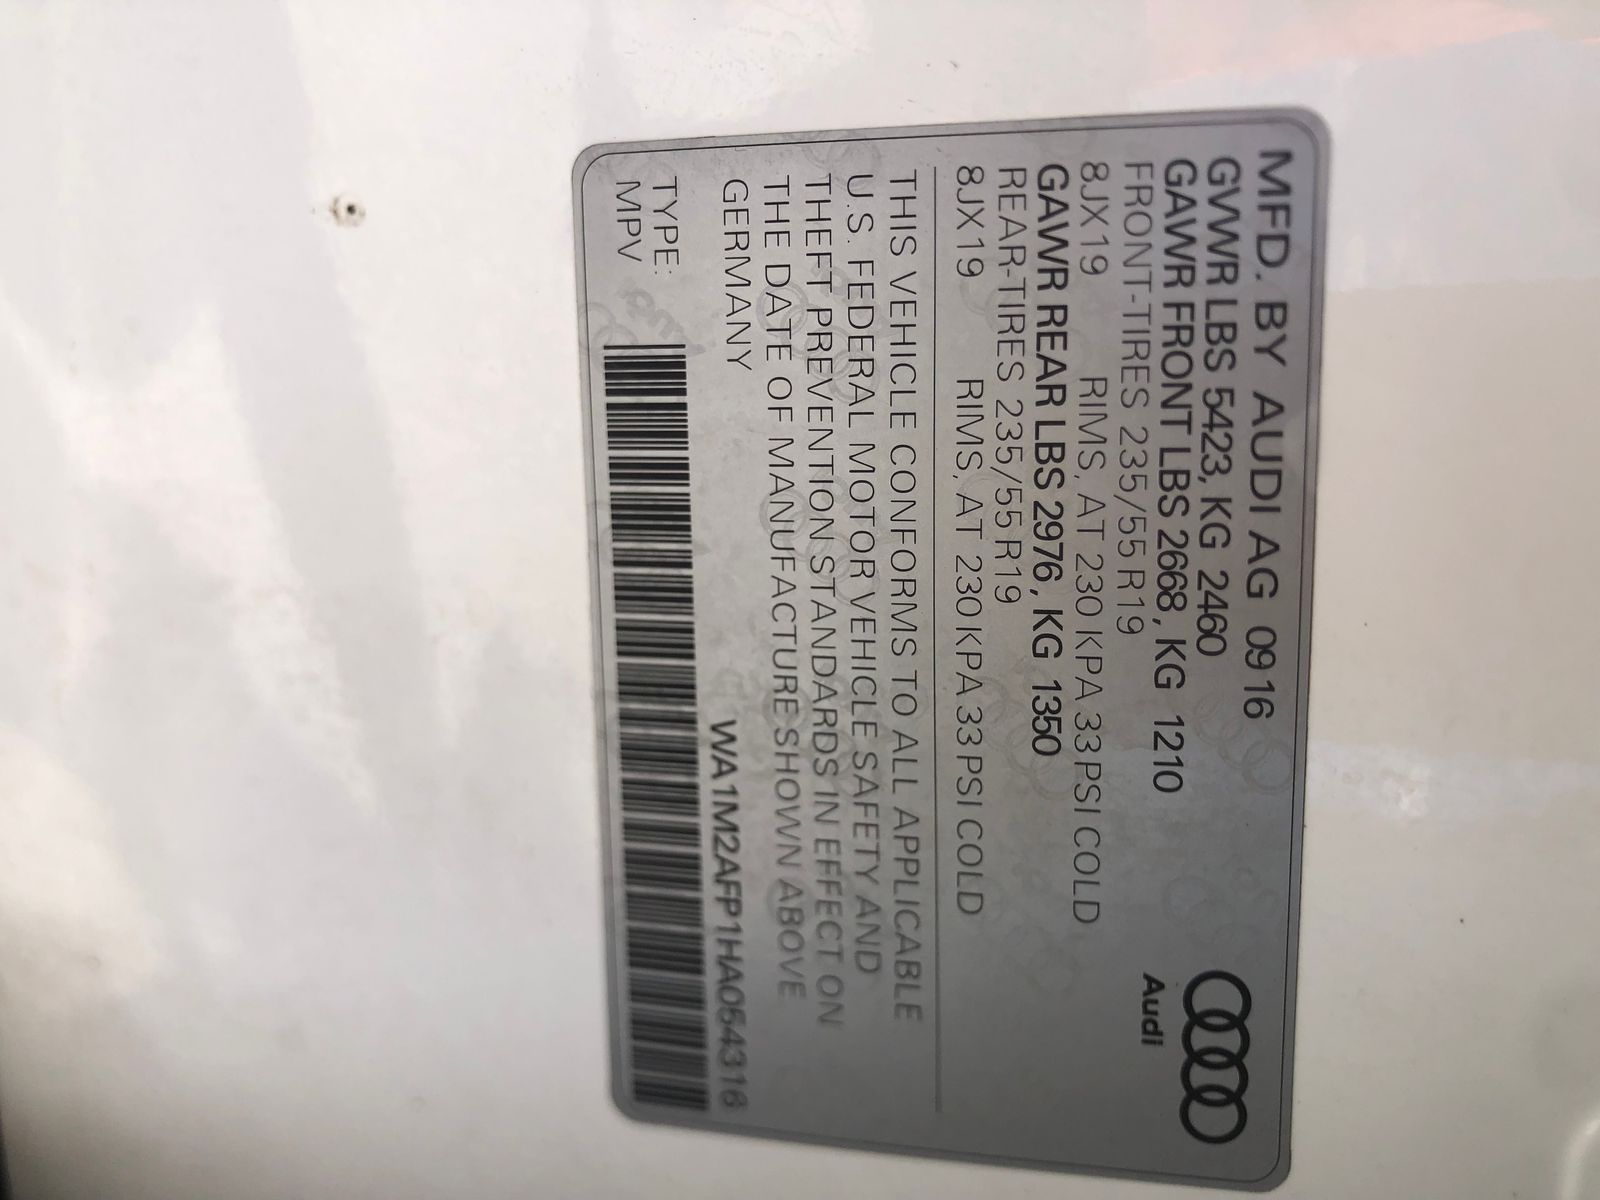 MFD. BY AUDI AG 09 16
GVWR LBS 5423, KG 2460
GAWR FRONT LBS 2668, KG 1210
FRONT-TIRES 235/55 R19
8JX19 RIMS, AT 230 KPA 33 PSI COLD
GAWR REAR LBS 2976, KG 1350
REAR-TIRES 235/55 R19
8JX19 RIMS, AT 230 KPA 33 PSI COLD
Audi
THIS VEHICLE CONFORMS TO ALL APPLICABLE
U.S. FEDERAL MOTOR VEHICLE SAFETY AND
THEFT PREVENTION STANDARDS IN EFFECT ON
THE DATE OF MANUFACTURE SHOWN ABOVE
GERMANY
WA1M2AFP1HA054316
TYPE:
MPV